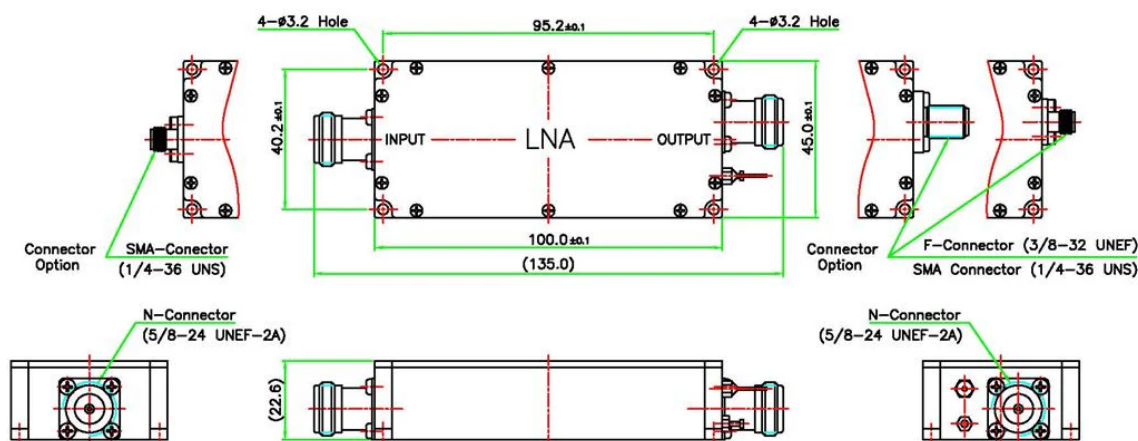 4-ø3.2 Hole
95.2±0.1
4-ø3.2 Hole
40.2±0.1
INPUT
LNA
OUTPUT
45.0±0.1
Connector
Option
SMA-Conector
(1/4-36 UNS)
100.0±0.1
(135.0)
Connector
Option
F-Connector (3/8-32 UNEF)
SMA Connector (1/4-36 UNS)
N-Connector
(5/8-24 UNEF-2A)
(22.6)
N-Connector
(5/8-24 UNEF-2A)